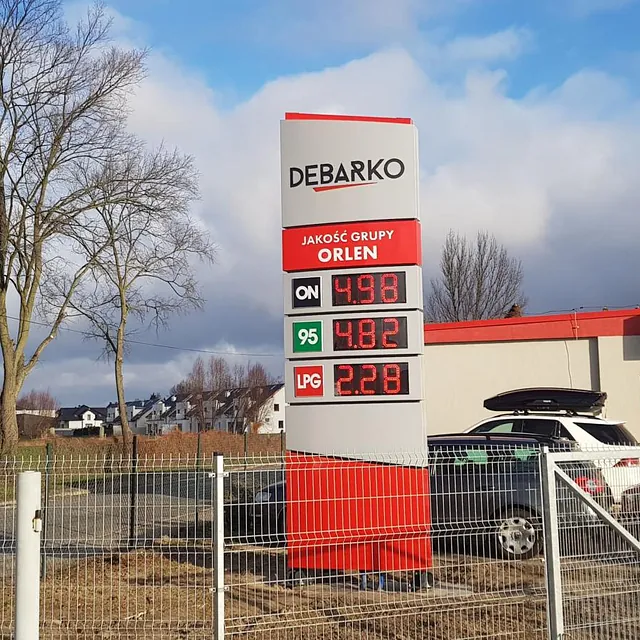 DEBARKO
JAKOŚĆ GRUPY
ORLEN
ON 4.98
95 4.82
LPG 2.28